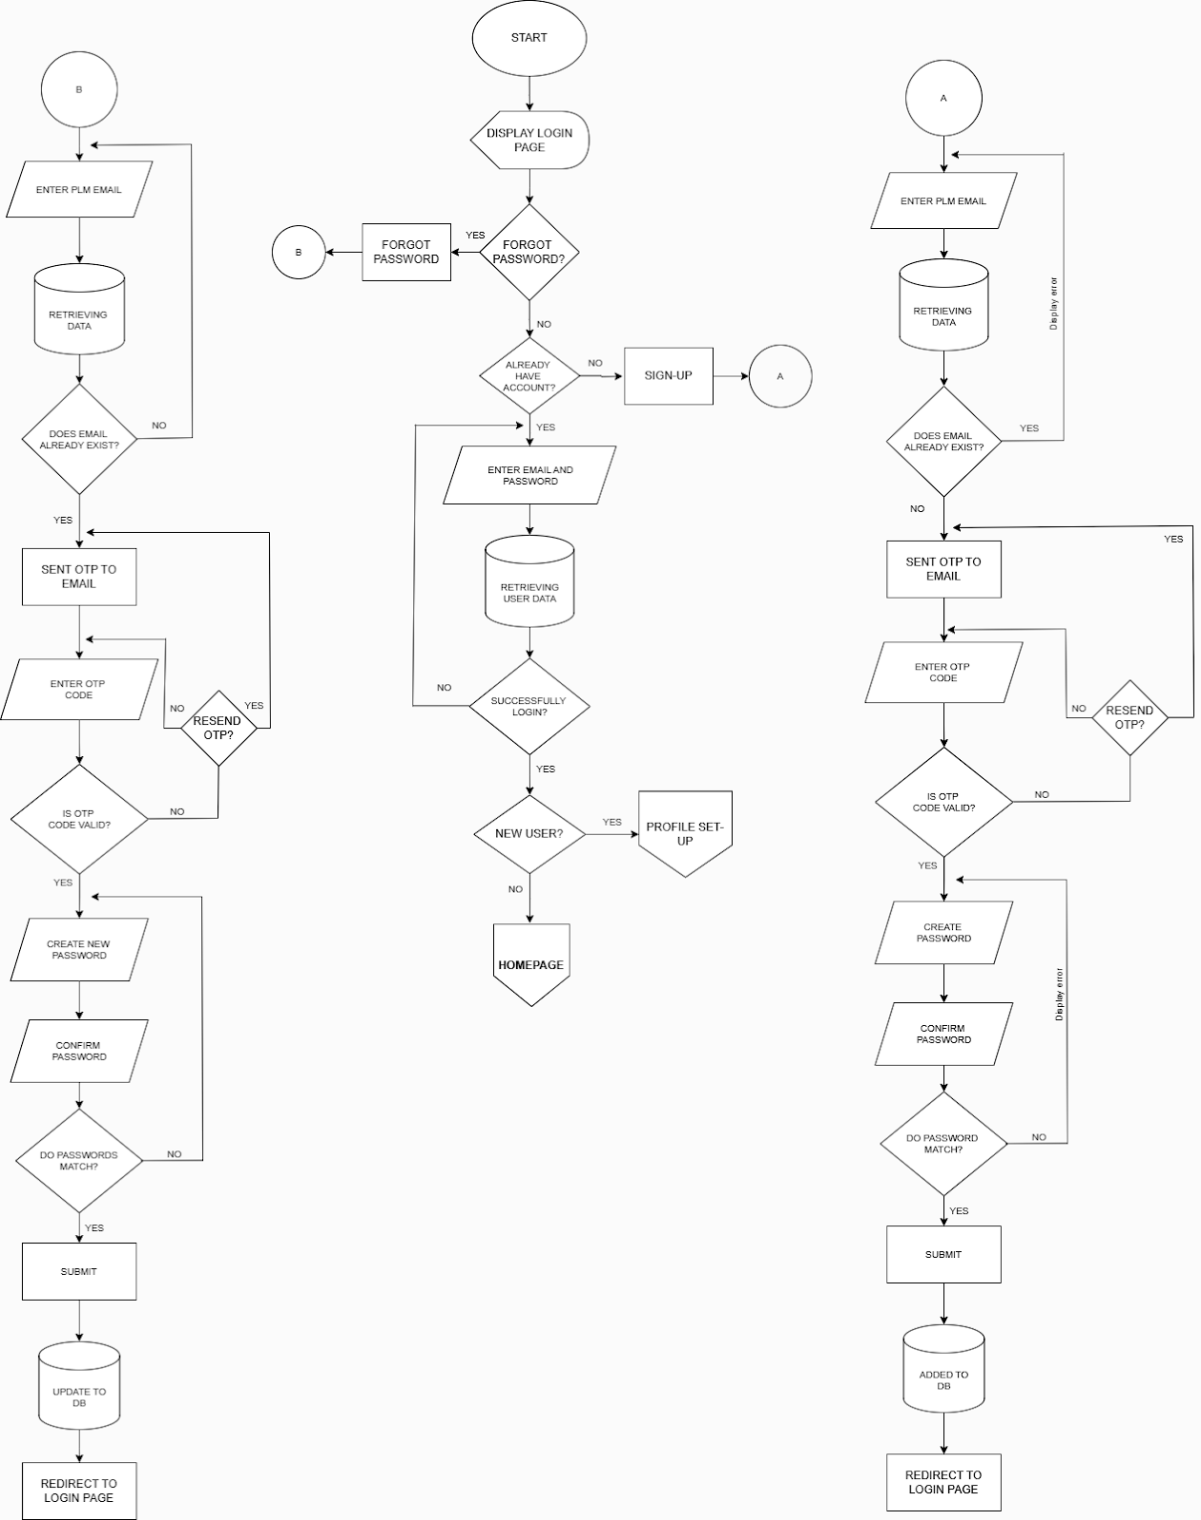 B
ENTER PLM EMAIL
RETRIEVING
DATA
DOES EMAIL
ALREADY EXIST?
NO
YES
SENT OTP TO
EMAIL
ENTER OTP
CODE
NO
RESEND
OTP?
YES
IS OTP
CODE VALID?
NO
YES
CREATE NEW
PASSWORD
CONFIRM
PASSWORD
DO PASSWORDS
MATCH?
NO
YES
SUBMIT
UPDATE TO
DB
REDIRECT TO
LOGIN PAGE
START
DISPLAY LOGIN
PAGE
FORGOT
PASSWORD?
YES
FORGOT
PASSWORD
B
NO
ALREADY
HAVE
ACCOUNT?
NO
SIGN-UP
A
YES
ENTER EMAIL AND
PASSWORD
RETRIEVING
USER DATA
SUCCESSFULLY
LOGIN?
NO
YES
NEW USER?
YES
PROFILE SET-
UP
NO
HOMEPAGE
A
ENTER PLM EMAIL
RETRIEVING
DATA
Display error
DOES EMAIL
ALREADY EXIST?
YES
NO
SENT OTP TO
EMAIL
YES
ENTER OTP
CODE
NO
RESEND
OTP?
IS OTP
CODE VALID?
NO
YES
CREATE
PASSWORD
CONFIRM
PASSWORD
Display error
DO PASSWORD
MATCH?
NO
YES
SUBMIT
ADDED TO
DB
REDIRECT TO
LOGIN PAGE